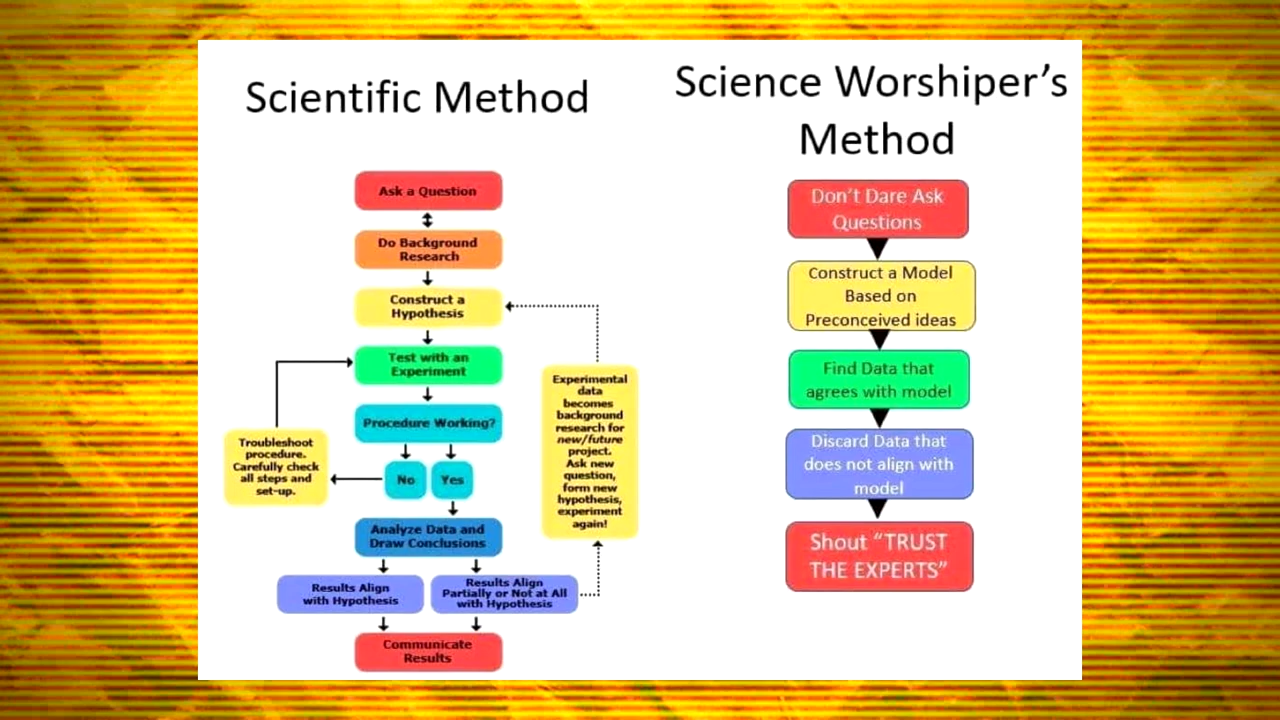 Scientific Method
Ask a Question
Do Background
Research
Construct a
Hypothesis
Test with an
Experiment
Procedure Working?
No
Yes
Troubleshoot
procedure.
Carefully check
all steps and
set-up.
Experimental
data
becomes
background
research for
new/future
project.
Ask new
question,
form new
hypothesis,
experiment
again!
Analyze Data and
Draw Conclusions
Results Align
with Hypothesis
Results Align
Partially or Not at All
with Hypothesis
Communicate
Results
Science Worshiper's
Method
Don't Dare Ask
Questions
Construct a Model
Based on
Preconceived ideas
Find Data that
agrees with model
Discard Data that
does not align with
model
Shout “TRUST
THE EXPERTS”